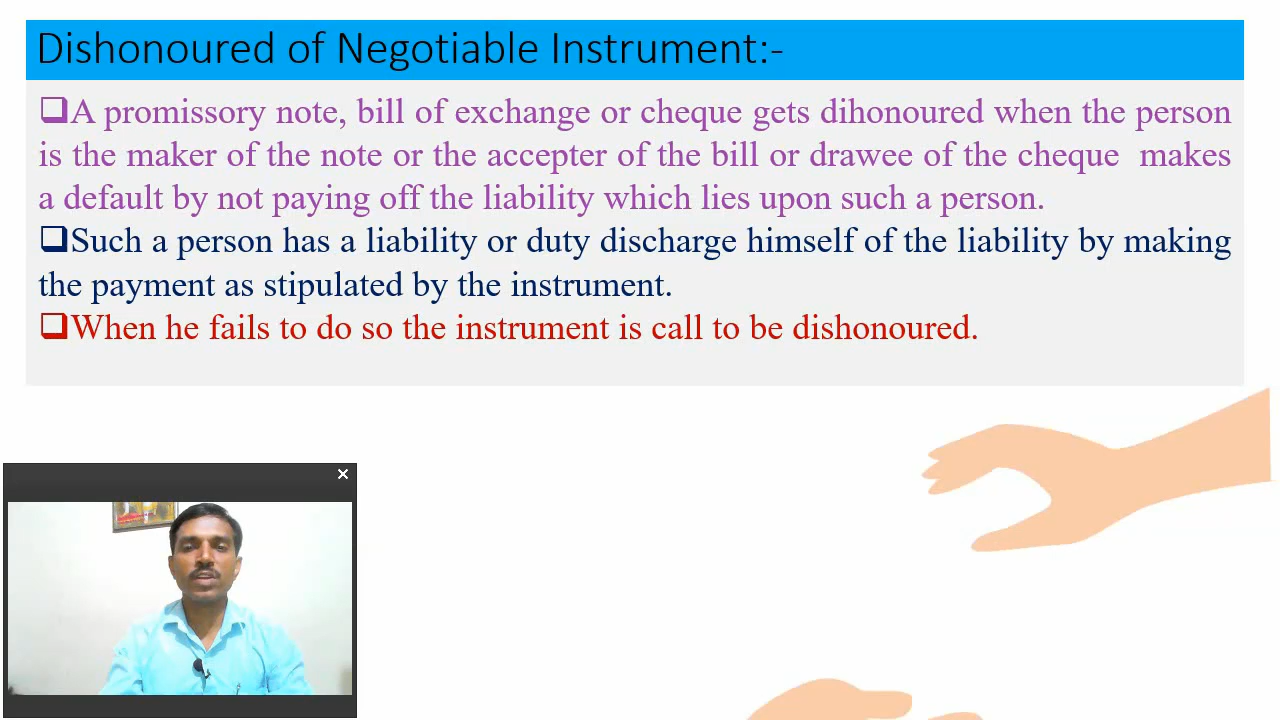 Dishonoured of Negotiable Instrument:-
❑A promissory note, bill of exchange or cheque gets dihonoured when the person
is the maker of the note or the accepter of the bill or drawee of the cheque makes
a default by not paying off the liability which lies upon such a person.
❑Such a person has a liability or duty discharge himself of the liability by making
the payment as stipulated by the instrument.
❑When he fails to do so the instrument is call to be dishonoured.